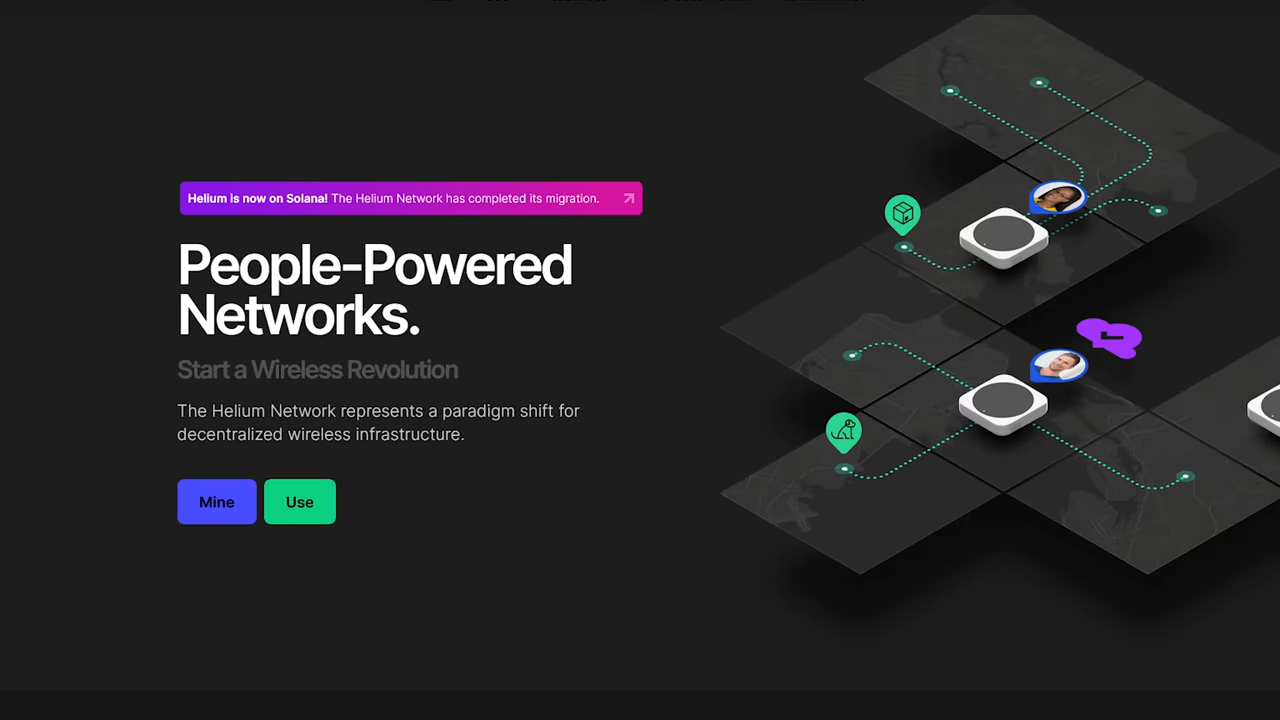 Helium is now on Solana! The Helium Network has completed its migration.
People-Powered
Networks.
Start a Wireless Revolution
The Helium Network represents a paradigm shift for
decentralized wireless infrastructure.
Mine
Use